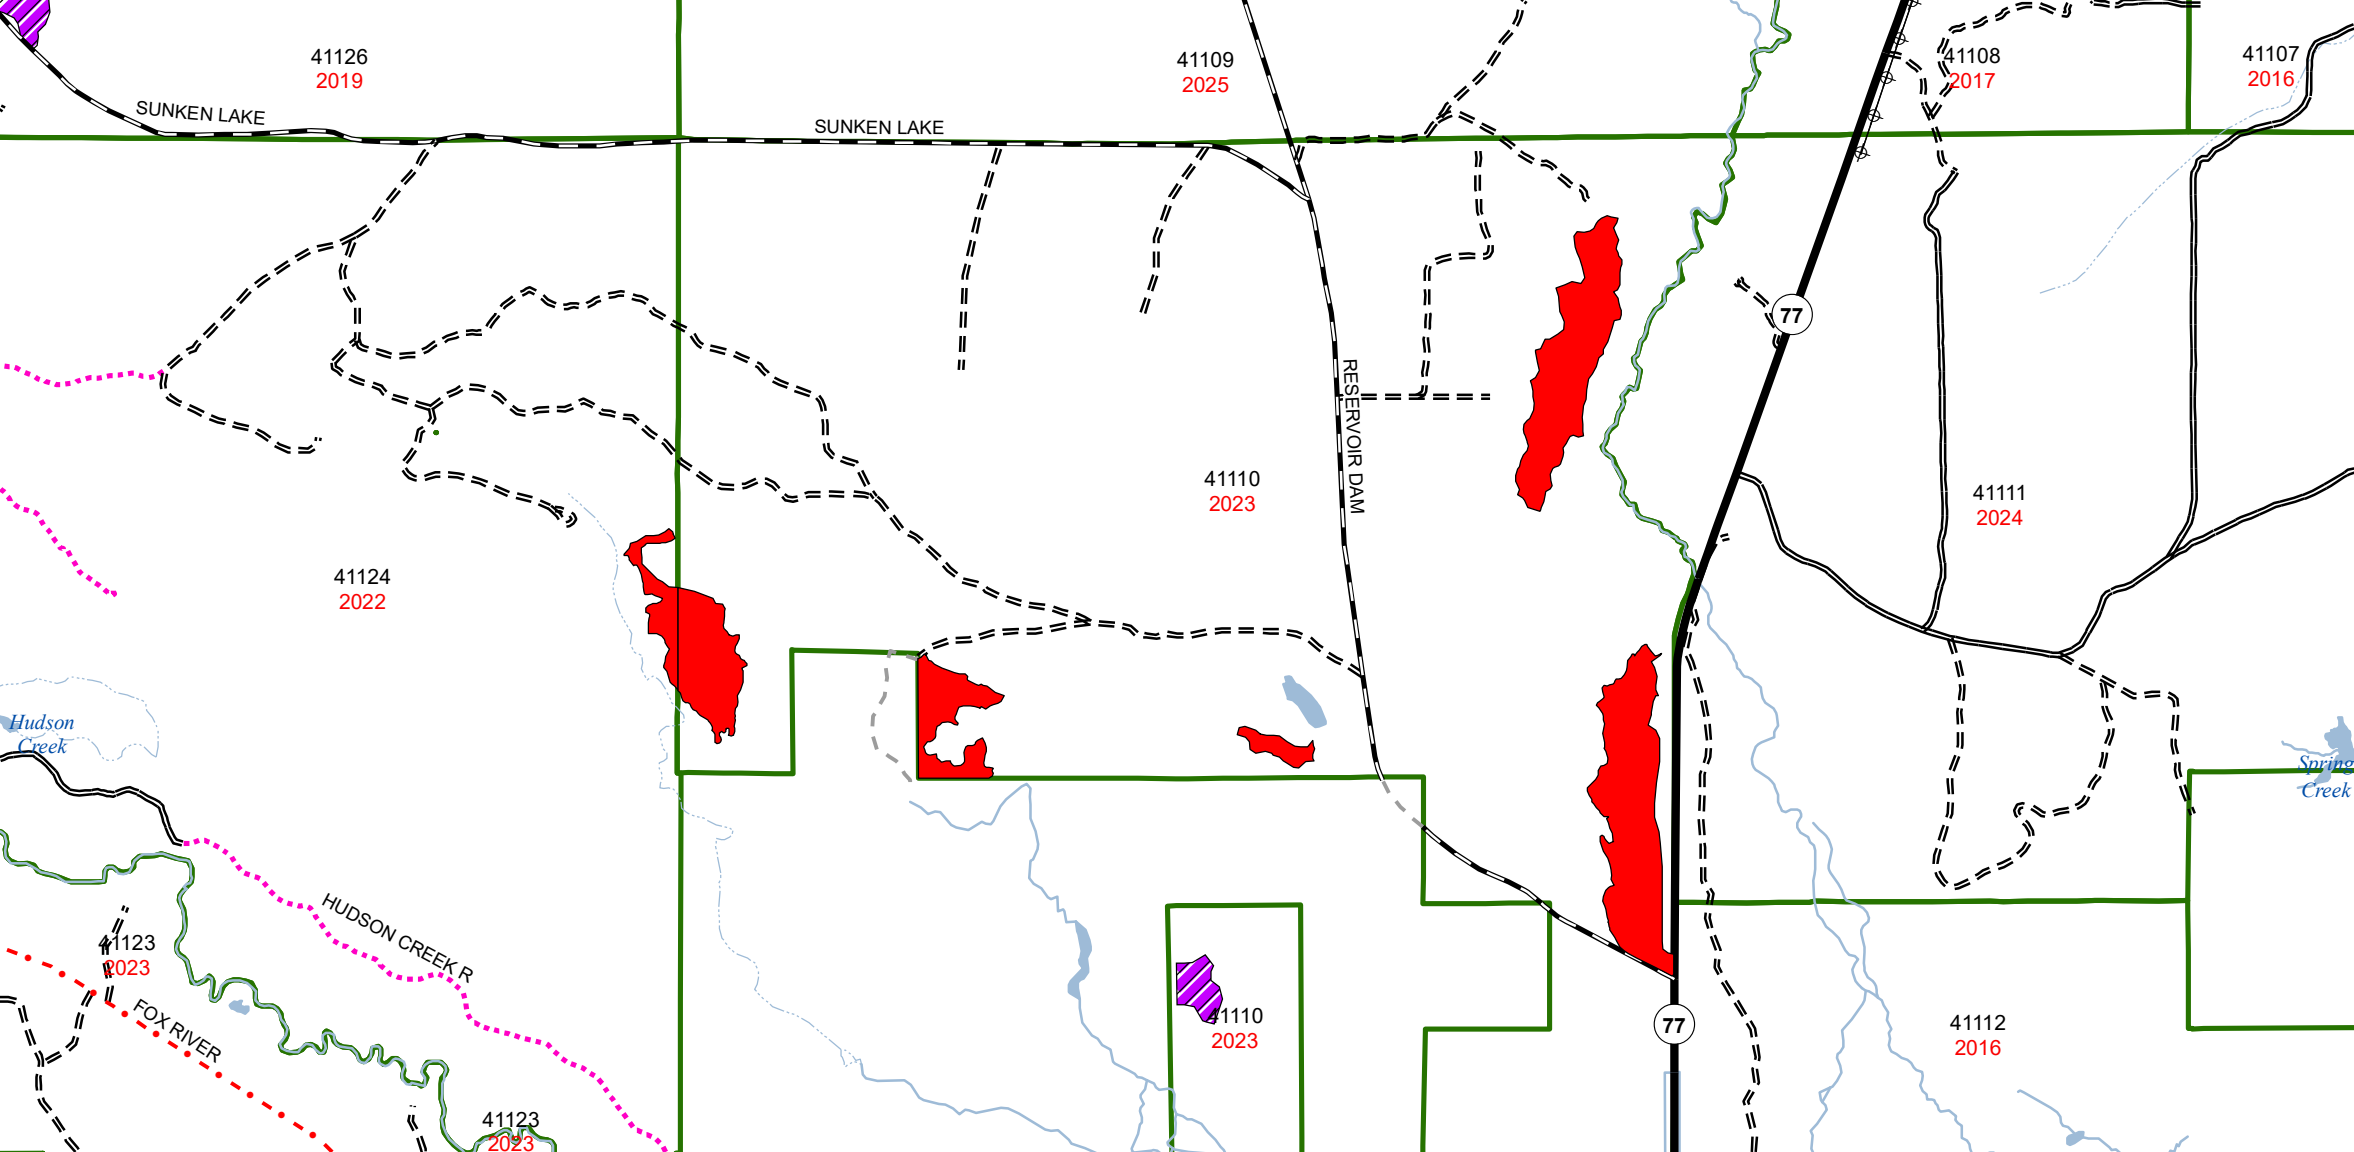 41126
2019
41109
2025
41108
2017
41107
2016
SUNKEN LAKE
SUNKEN LAKE
77
RESERVOIR DAM
41110
2023
41111
2024
41124
2022
Hudson
Creek
Spring
Creek
HUDSON CREEK R
41123
2023
FOX RIVER
41110
2023
77
41112
2016
41123
2023